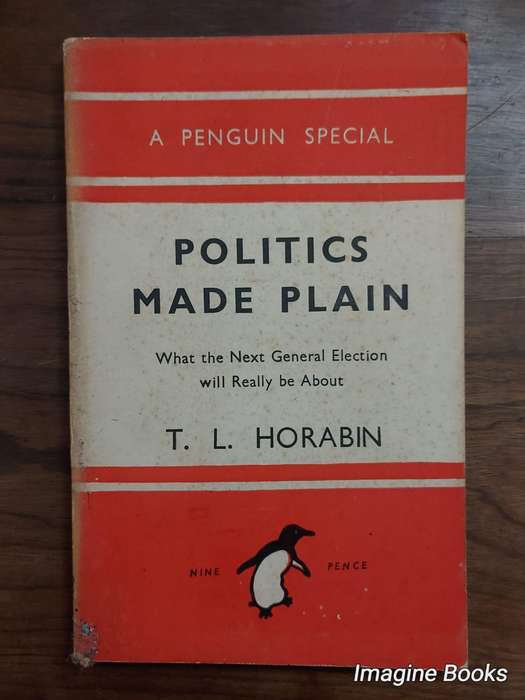 A PENGUIN SPECIAL
POLITICS
MADE PLAIN
What the Next General Election
will Really be About
T. L. HORABIN
NINE PENCE
Imagine Books